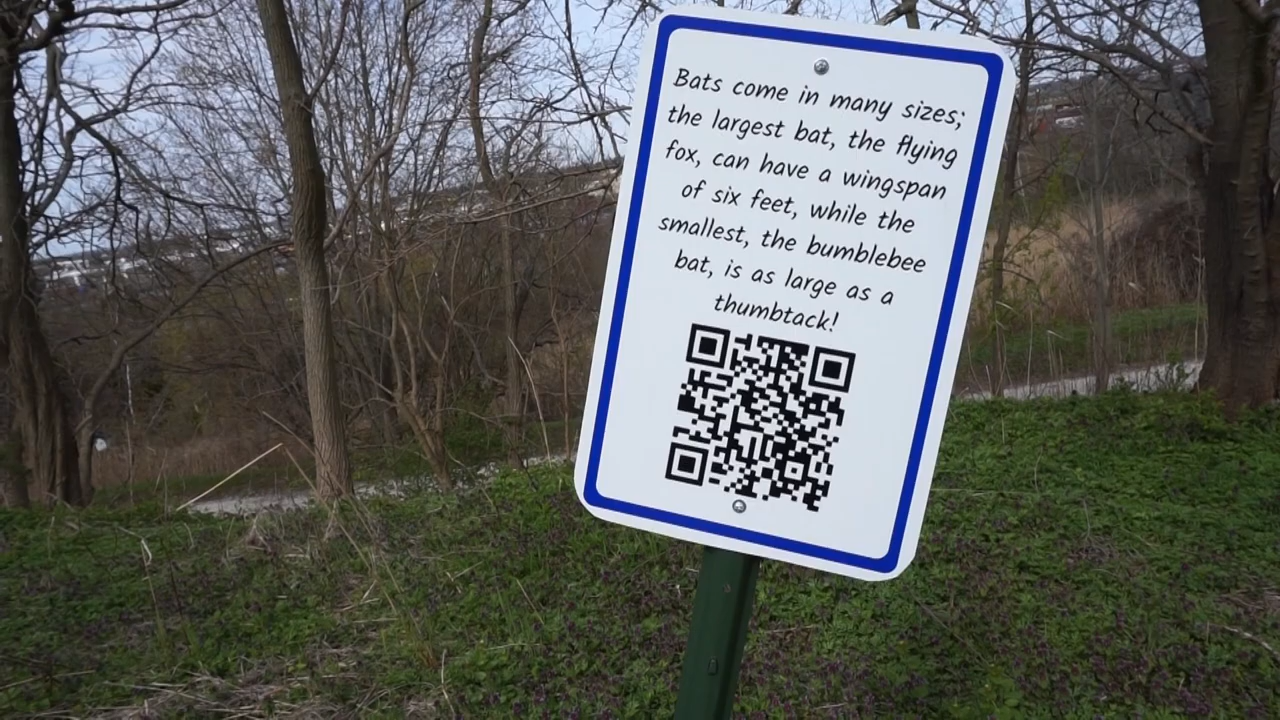 Bats come in many sizes;
the largest bat, the flying
fox, can have a wingspan
of six feet, while the
smallest, the bumblebee
bat, is as large as a
thumbtack!